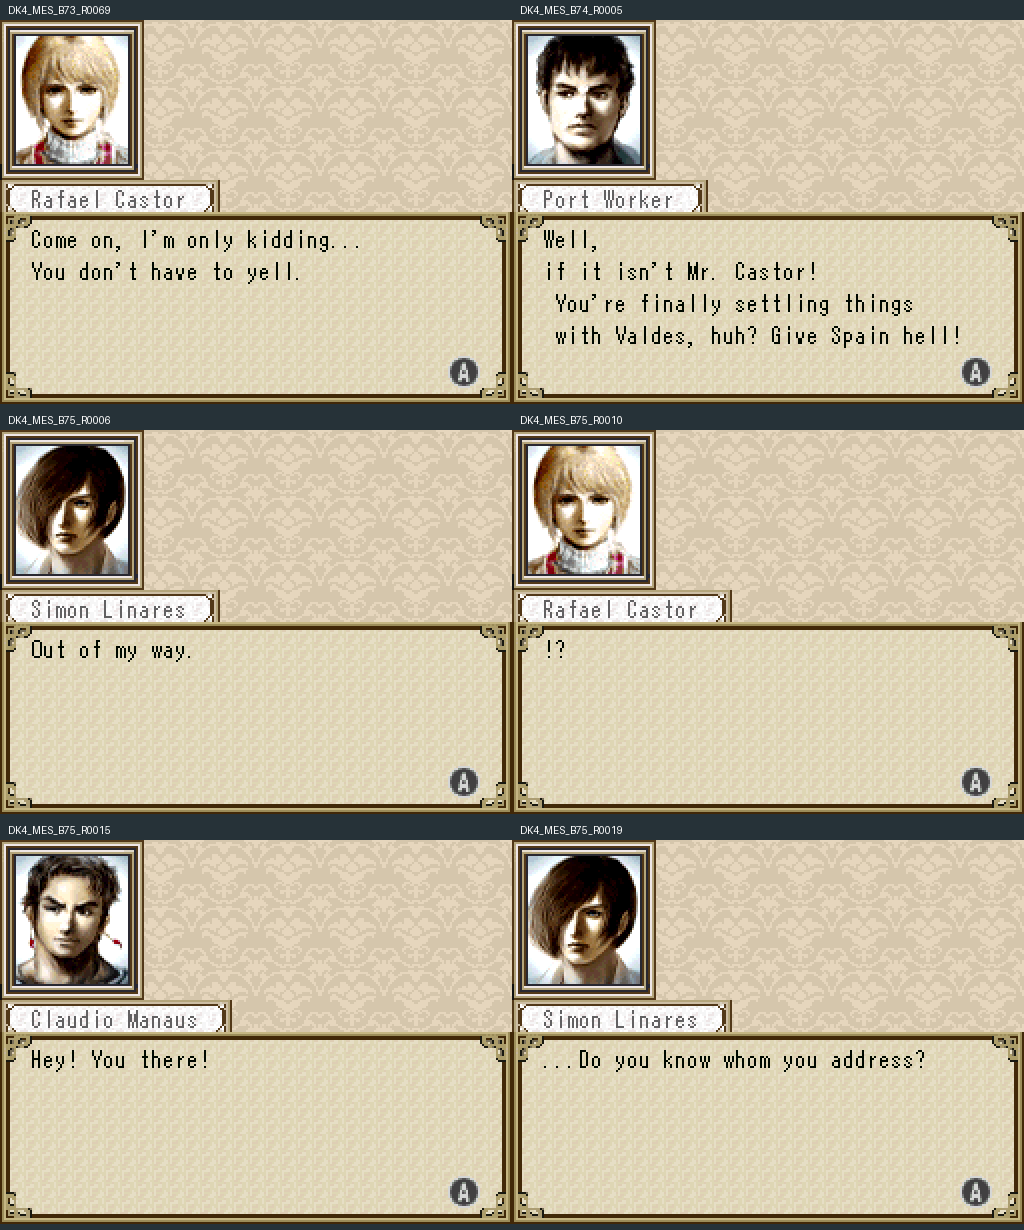 DK4_MES_B73_R0069
Rafael Castor
Come on, I'm only kidding...
You don't have to yell.
A
DK4_MES_B74_R0005
Port Worker
Well,
if it isn't Mr. Castor!
You're finally settling things
with Valdes, huh? Give Spain hell!
A
DK4_MES_B75_R0006
Simon Linares
Out of my way.
A
DK4_MES_B75_R0010
Rafael Castor
!?
A
DK4_MES_B75_R0015
Claudio Manaus
Hey! You there!
A
DK4_MES_B75_R0019
Simon Linares
...Do you know whom you address?
A